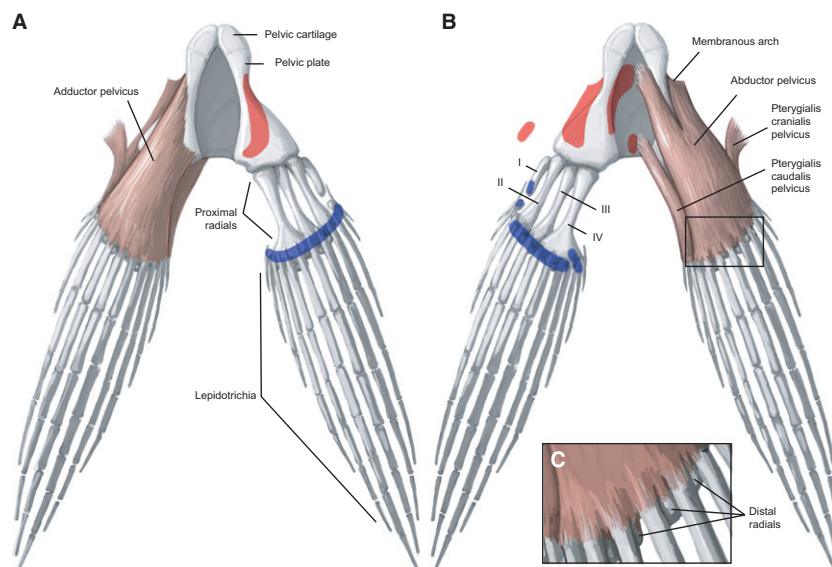 A
Pelvic cartilage
Pelvic plate
Adductor pelvicus
Proximal
radials
Lepidotrichia
B
Membranous arch
Abductor pelvicus
Pterygialis
cranialis
pelvicus
Pterygialis
caudalis
pelvicus
I
II
III
IV
C
Distal
radials